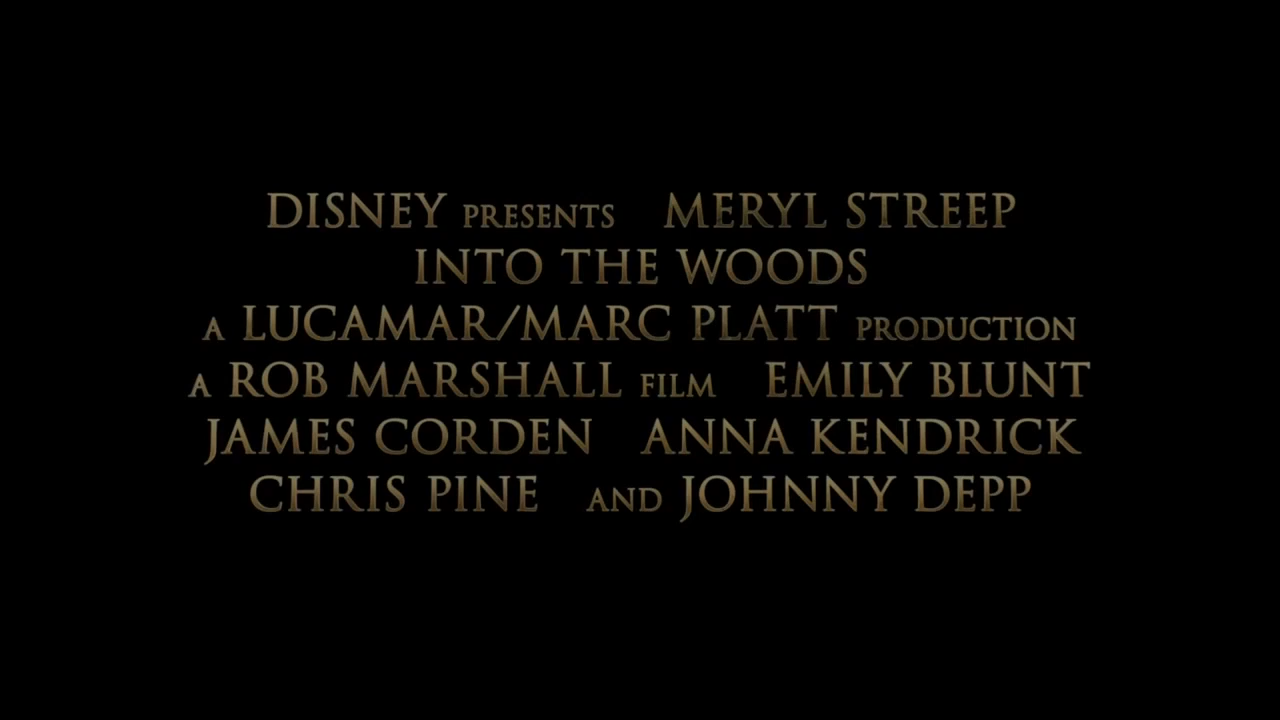 DISNEY PRESENTS MERYL STREEP
INTO THE WOODS
A LUCAMAR/MARC PLATT PRODUCTION
A ROB MARSHALL FILM EMILY BLUNT
JAMES CORDEN ANNA KENDRICK
CHRIS PINE AND JOHNNY DEPP